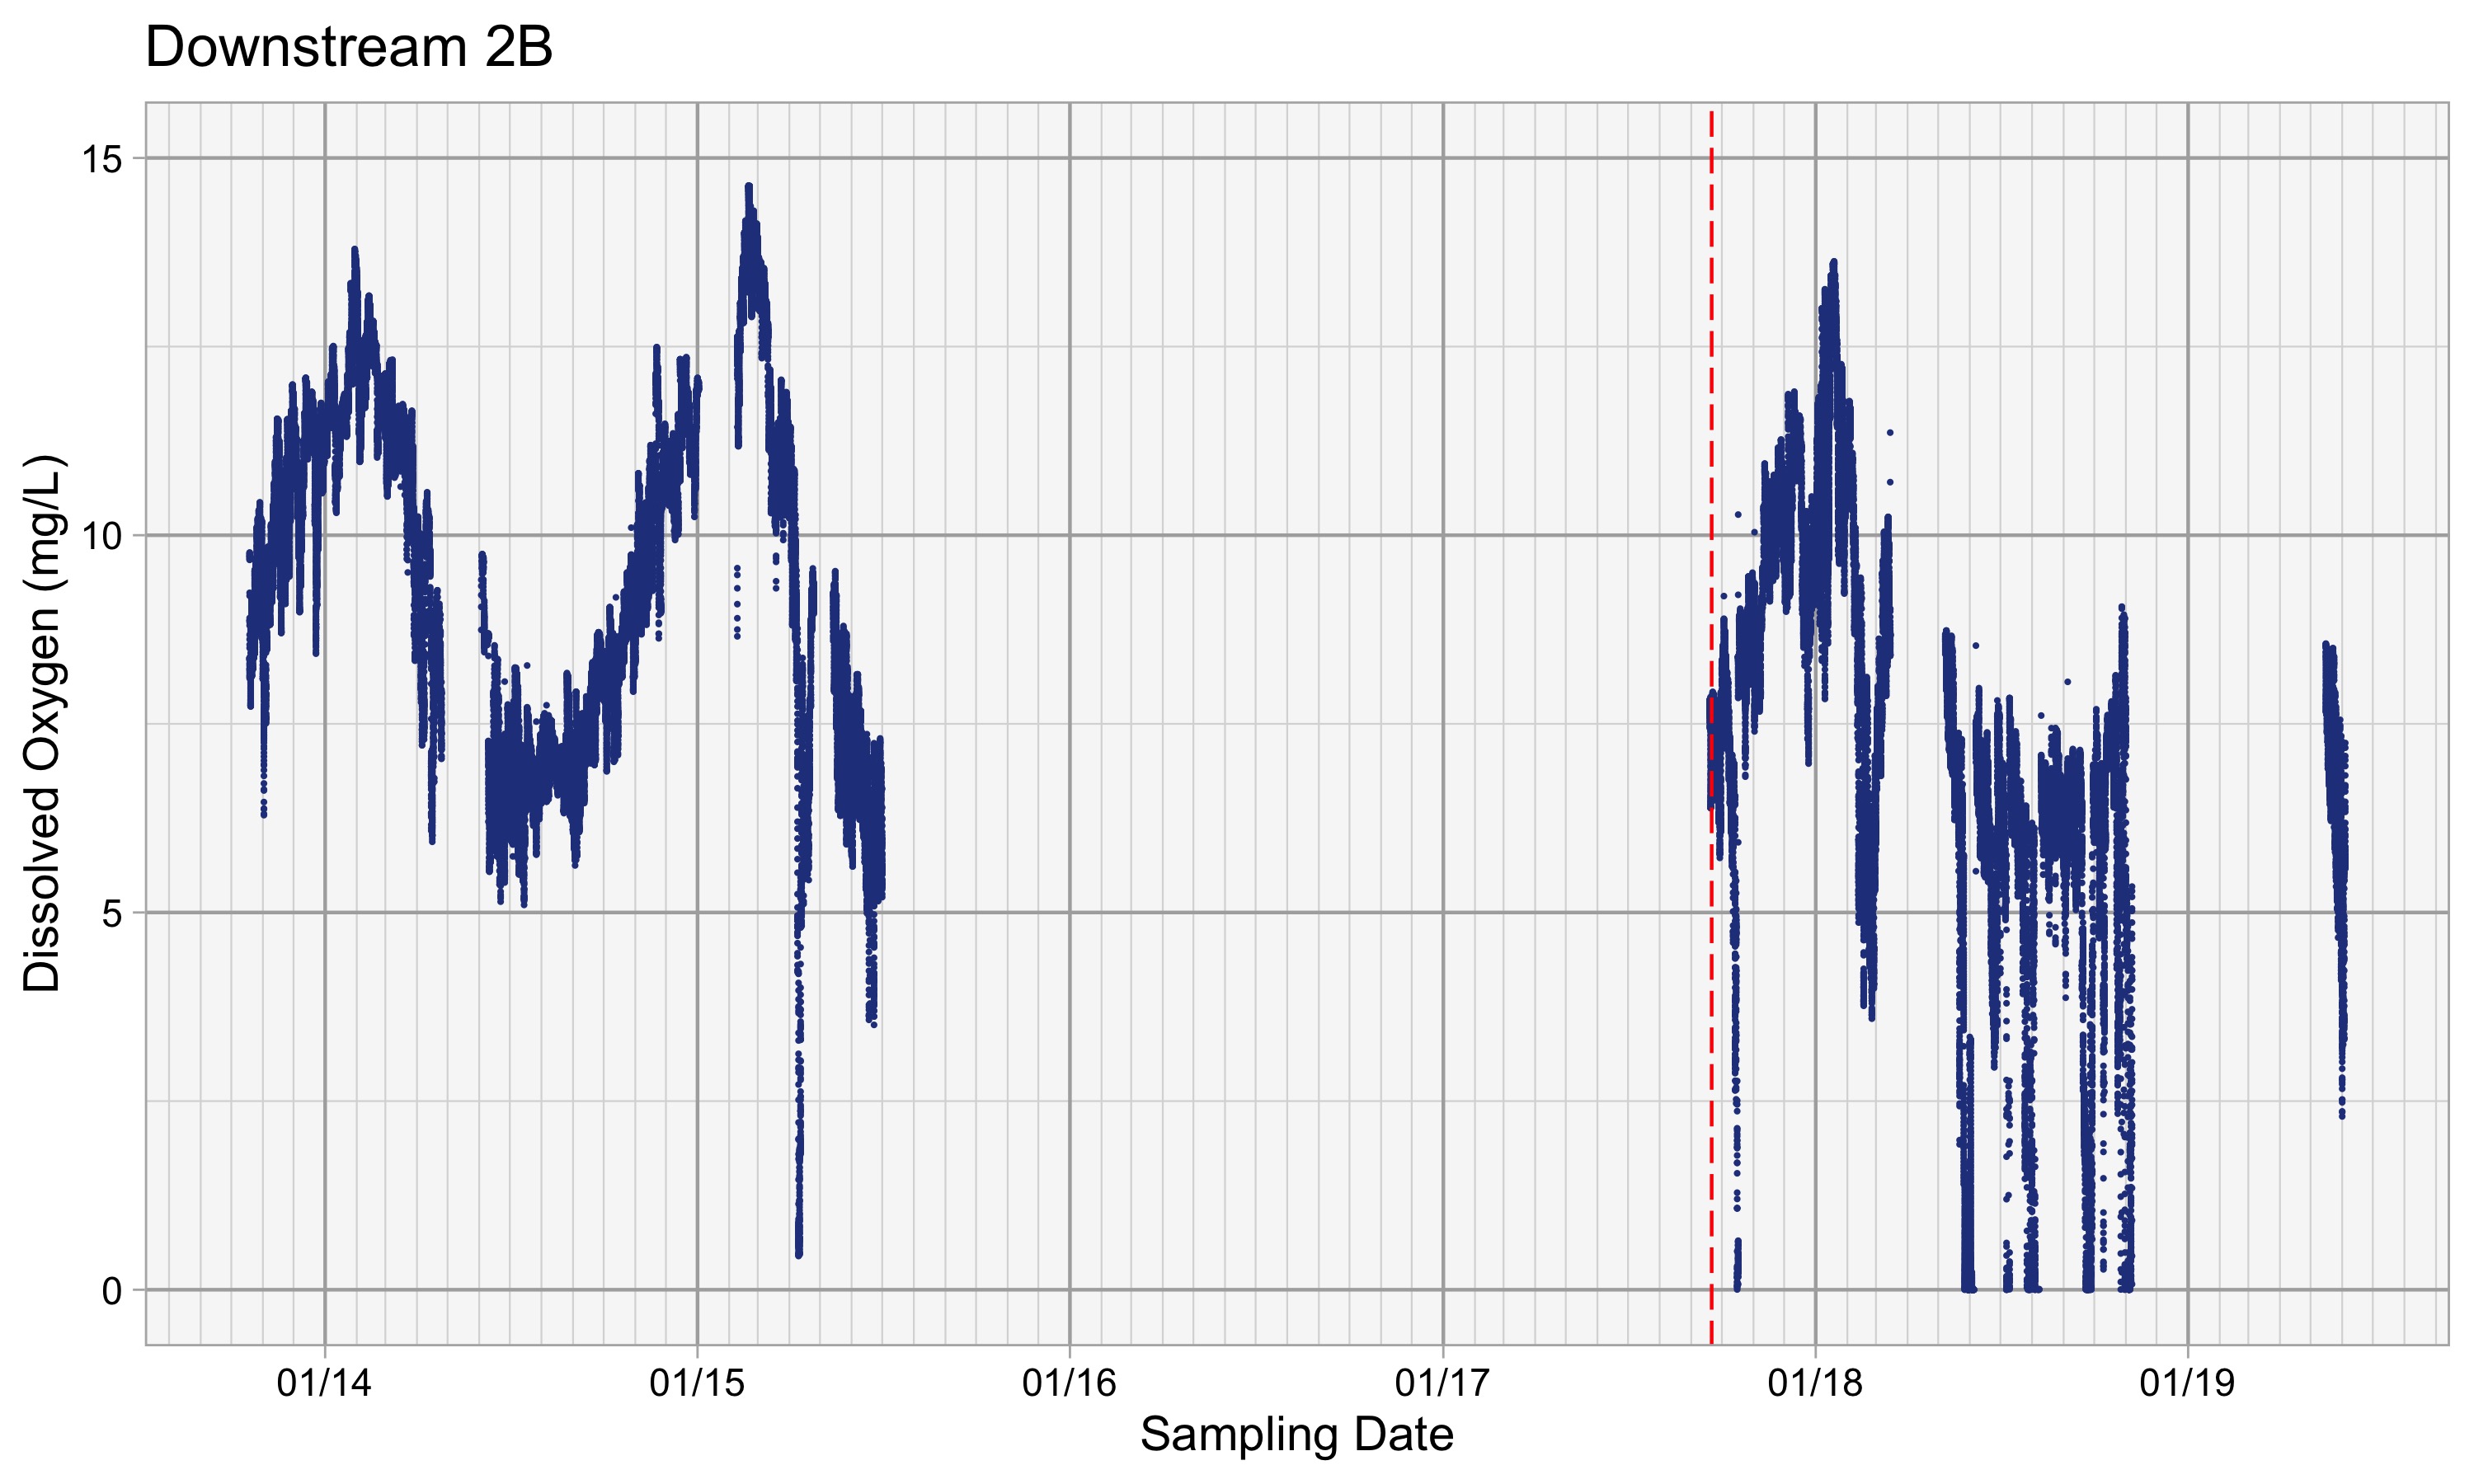 Downstream 2B
Dissolved Oxygen (mg/L)
15
10
5
0
01/14 01/15 01/16 01/17 01/18 01/19
Sampling Date